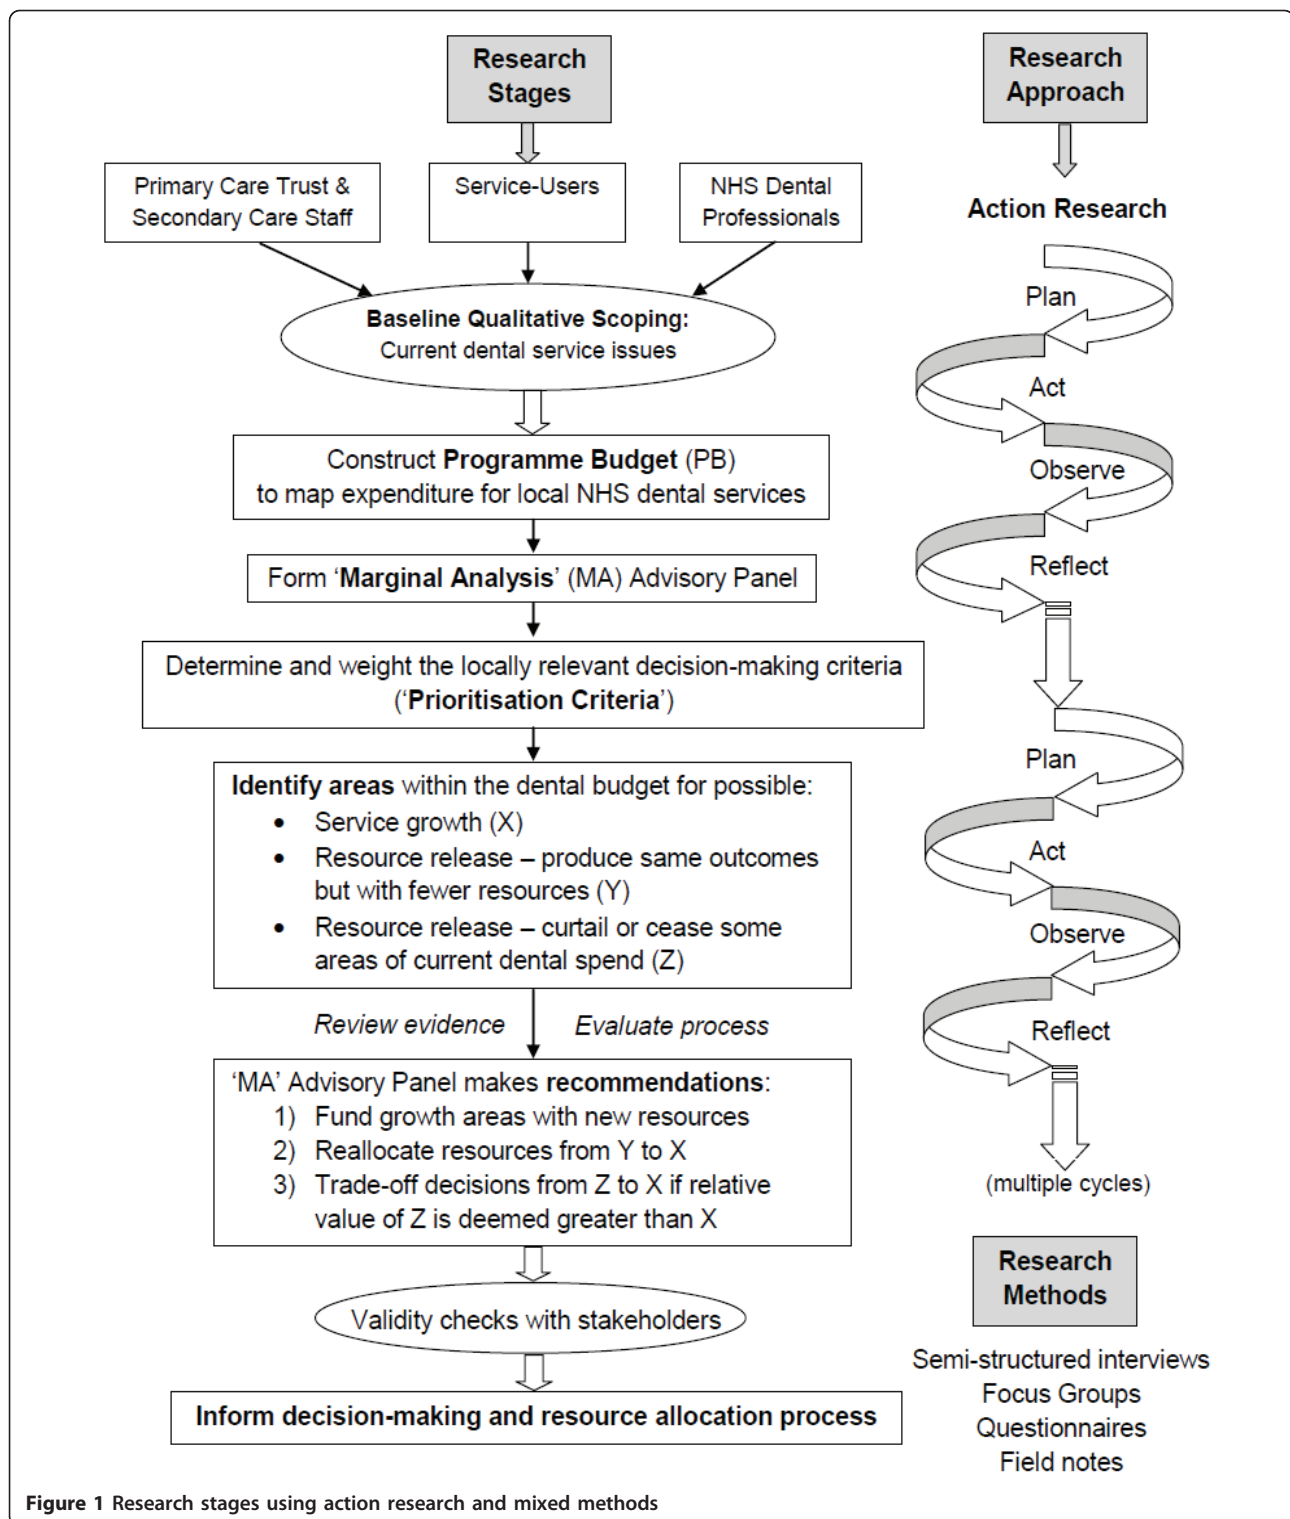 Research
Stages
Primary Care Trust &
Secondary Care Staff
Service-Users
NHS Dental
Professionals
Baseline Qualitative Scoping:
Current dental service issues
Construct Programme Budget (PB)
to map expenditure for local NHS dental services
Form ‘Marginal Analysis’ (MA) Advisory Panel
Determine and weight the locally relevant decision-making criteria
(‘Prioritisation Criteria’)
Identify areas within the dental budget for possible:
• Service growth (X)
• Resource release – produce same outcomes
but with fewer resources (Y)
• Resource release – curtail or cease some
areas of current dental spend (Z)
Review evidence
Evaluate process
‘MA’ Advisory Panel makes recommendations:
1) Fund growth areas with new resources
2) Reallocate resources from Y to X
3) Trade-off decisions from Z to X if relative
value of Z is deemed greater than X
Validity checks with stakeholders
Inform decision-making and resource allocation process
Research
Approach
Action Research
Plan
Act
Observe
Reflect
Plan
Act
Observe
Reflect
(multiple cycles)
Research
Methods
Semi-structured interviews
Focus Groups
Questionnaires
Field notes
Figure 1 Research stages using action research and mixed methods